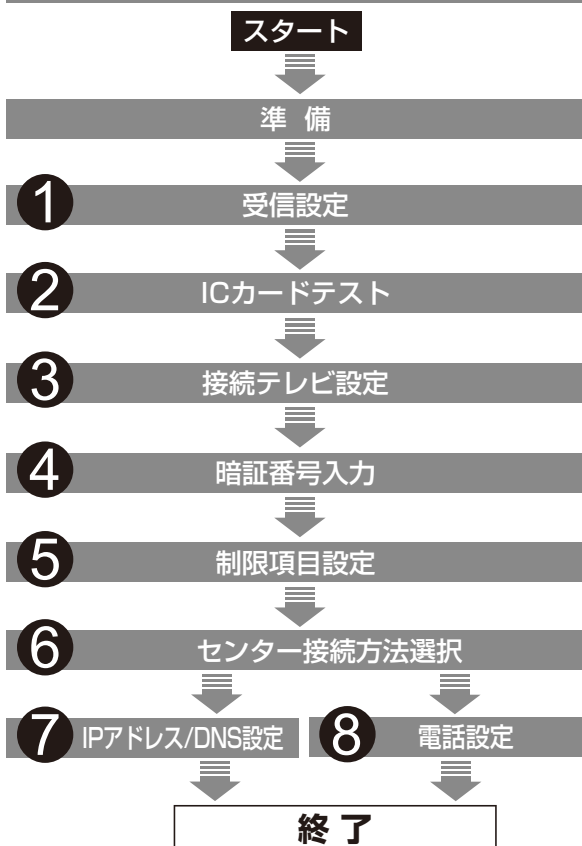 スタート
準 備
1 受信設定
2 ICカードテスト
3 接続テレビ設定
4 暗証番号入力
5 制限項目設定
6 センター接続方法選択
7 IPアドレス/DNS設定
8 電話設定
終 了